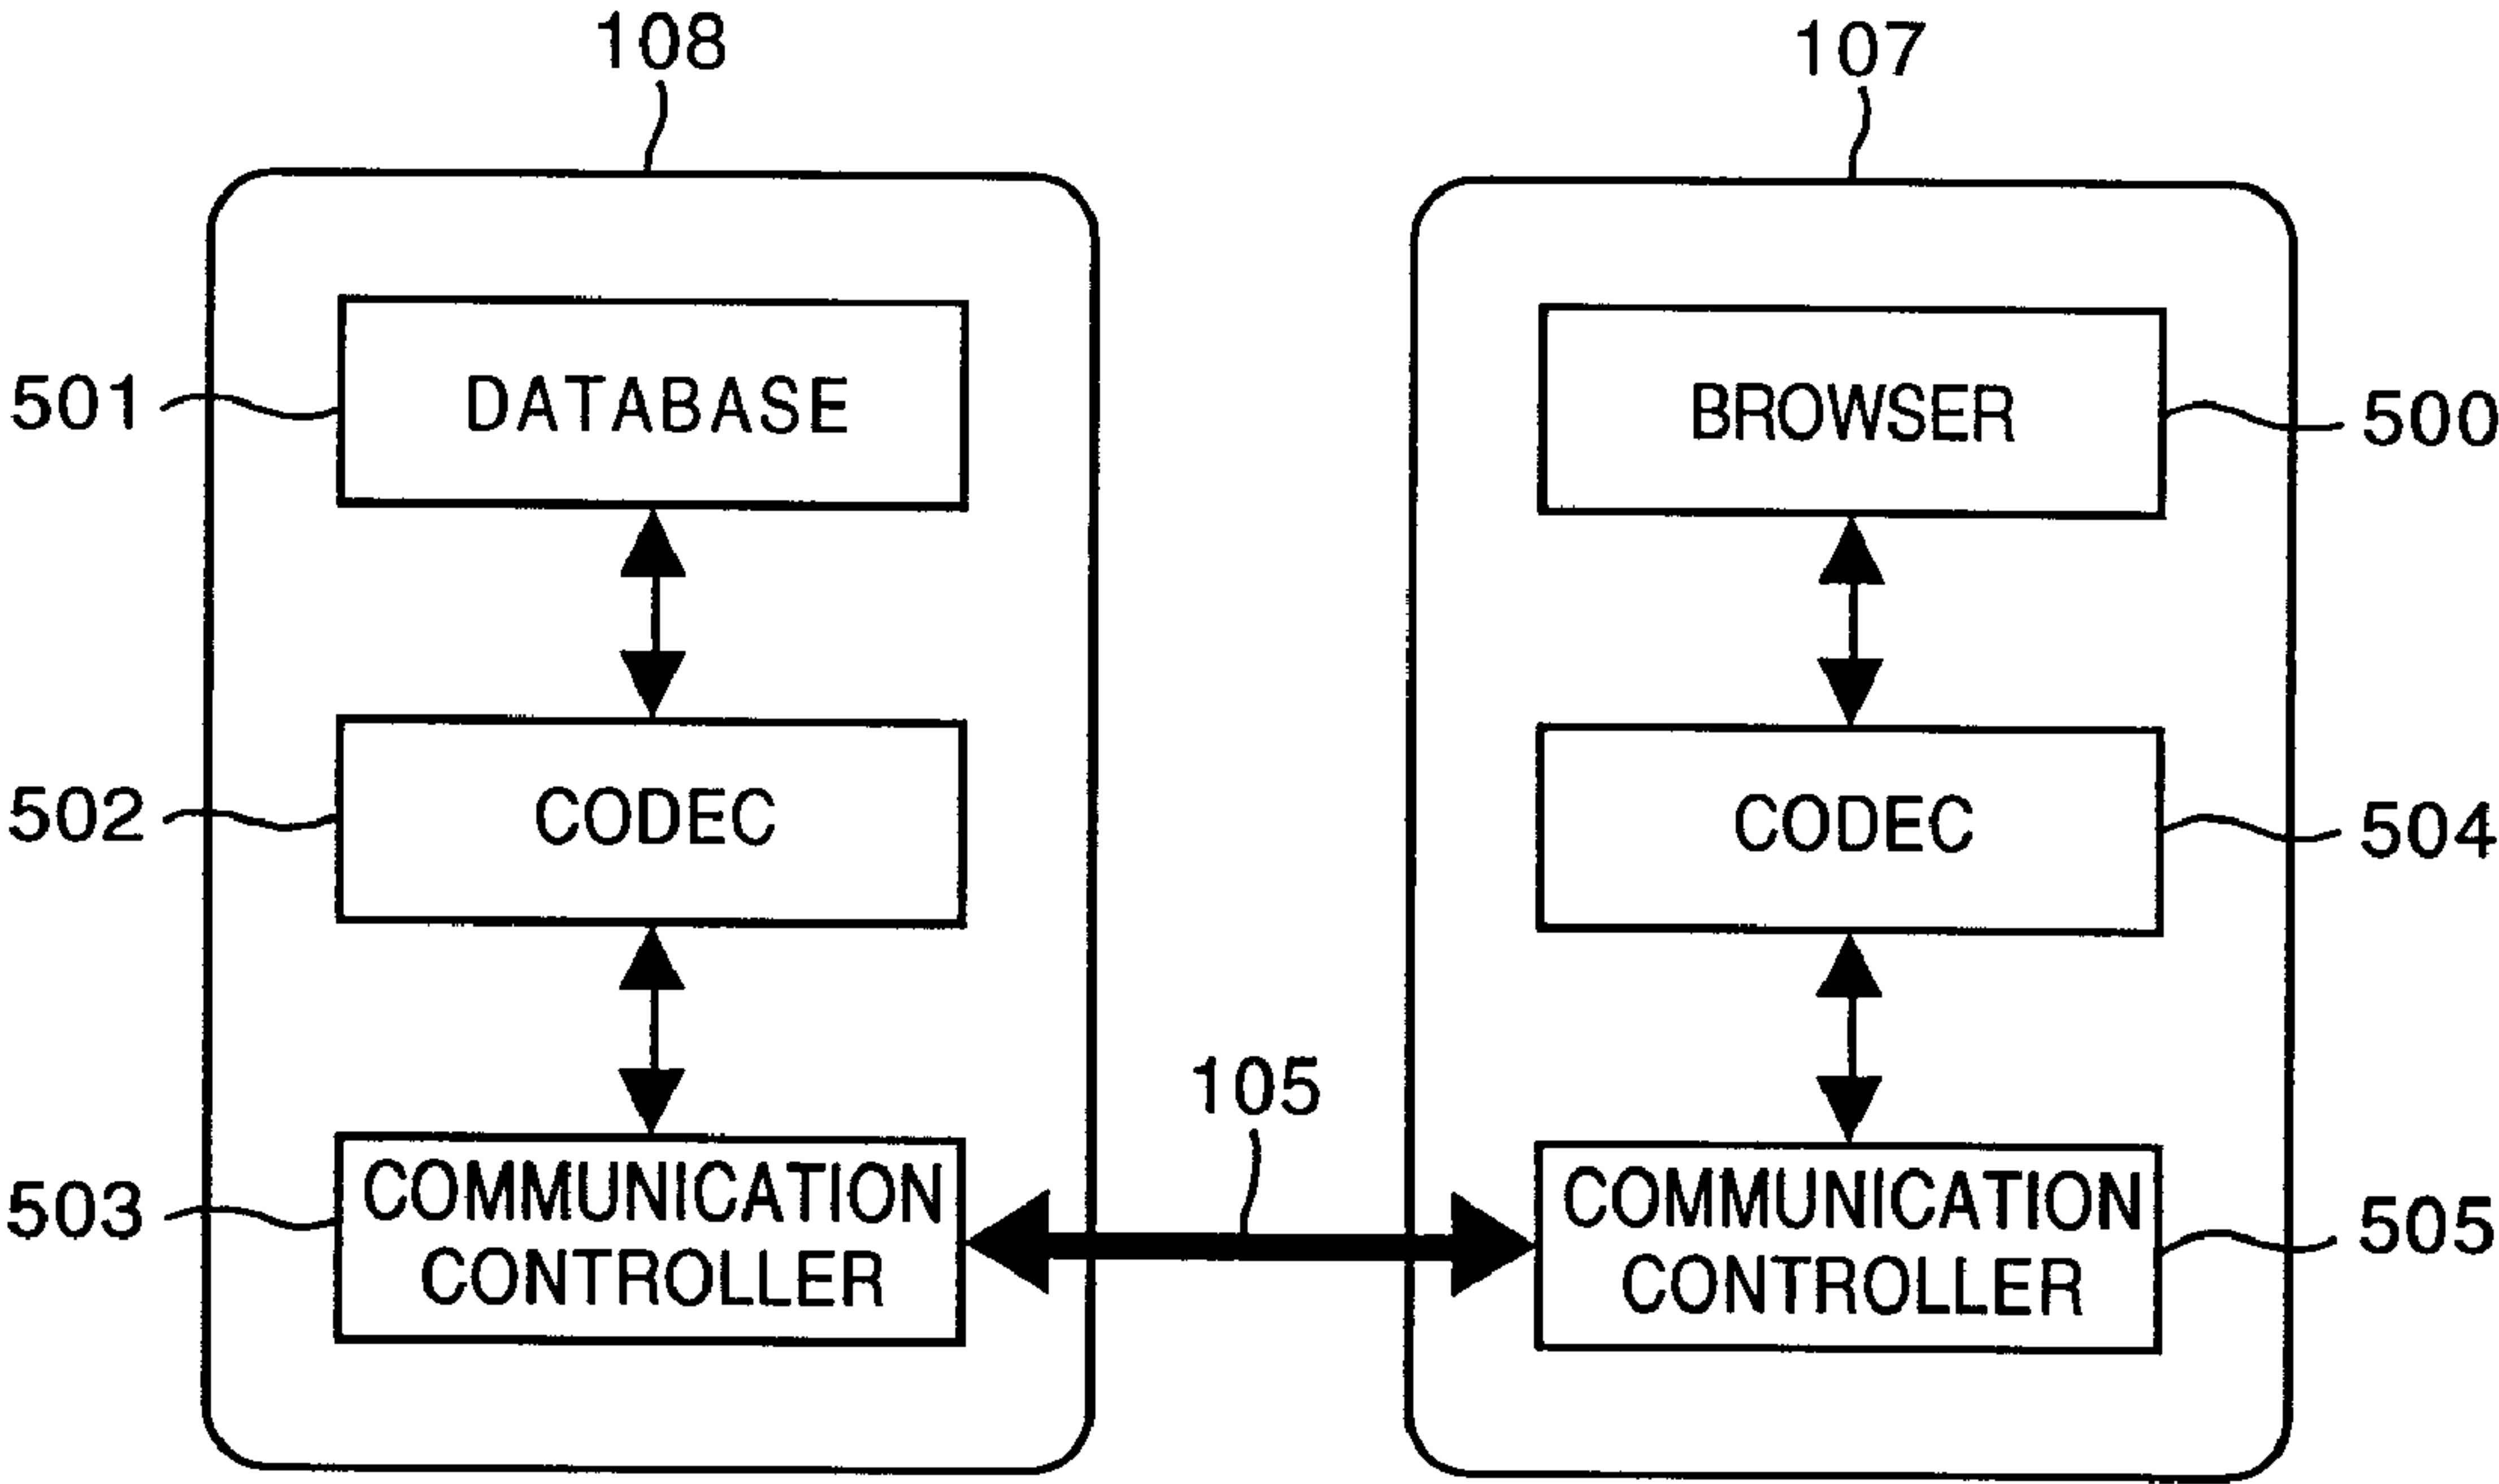 108
107
501
DATABASE
BROWSER
500
502
CODEC
CODEC
504
105
503
COMMUNICATION
CONTROLLER
COMMUNICATION
CONTROLLER
505